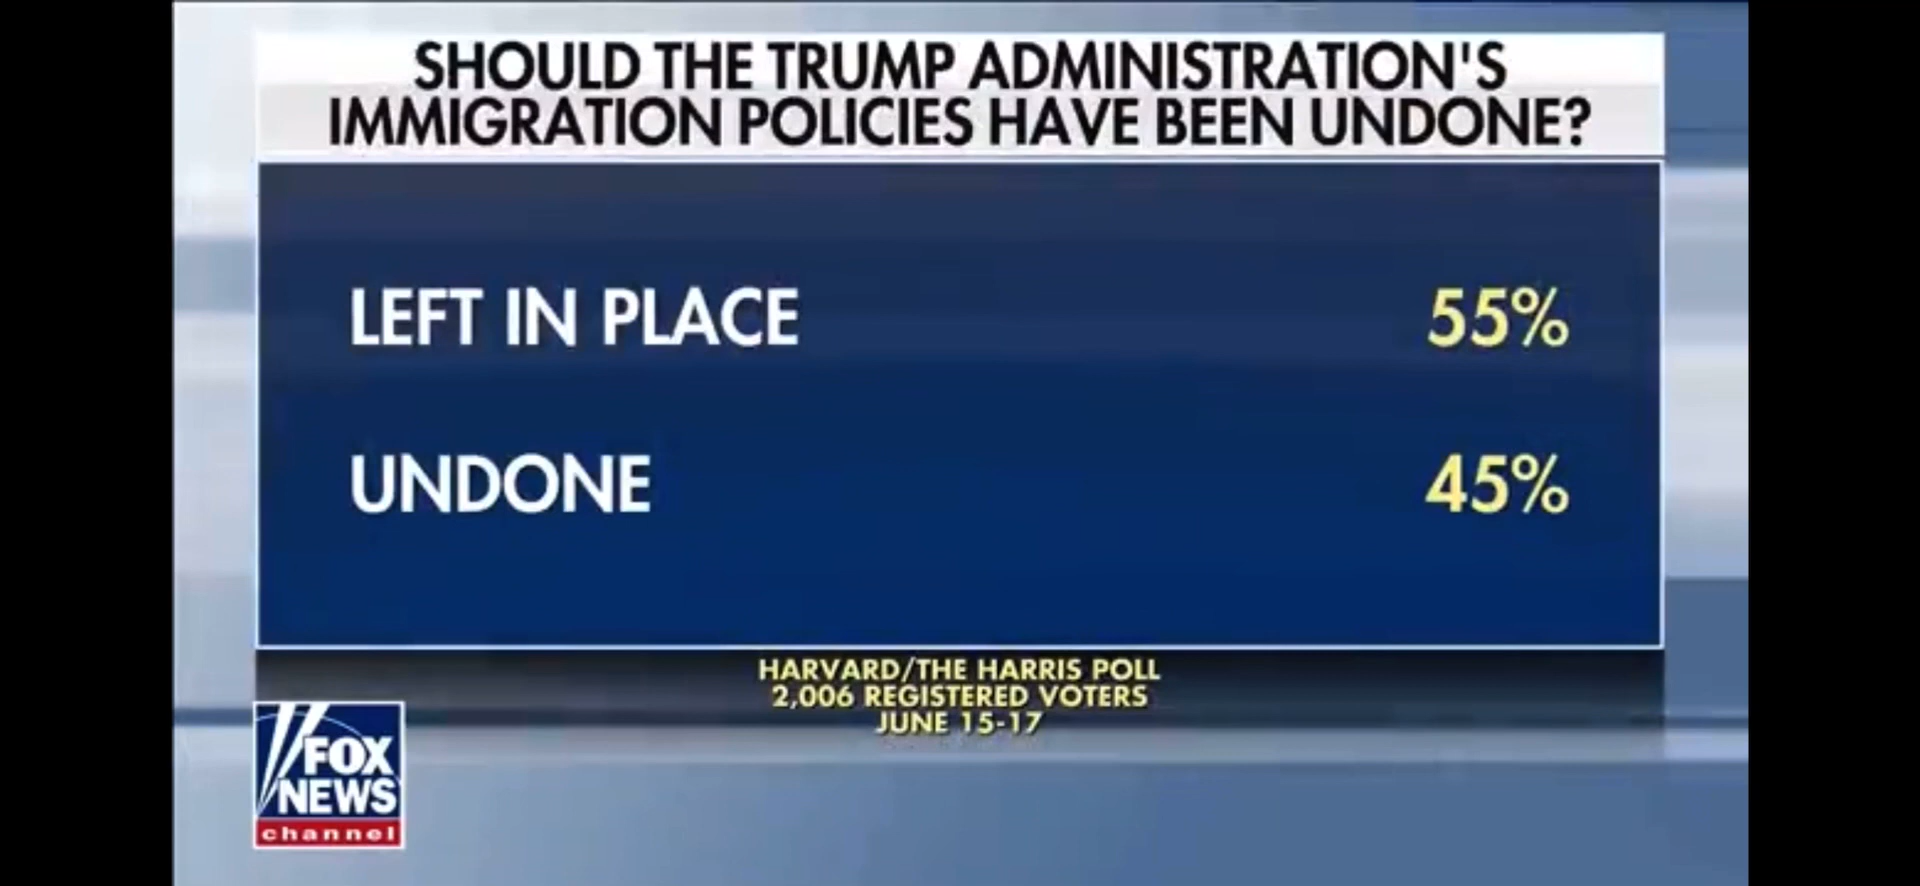 SHOULD THE TRUMP ADMINISTRATION'S
IMMIGRATION POLICIES HAVE BEEN UNDONE?
LEFT IN PLACE 55%
UNDONE 45%
HARVARD/THE HARRIS POLL
2,006 REGISTERED VOTERS
JUNE 15-17
FOX
NEWS
channel